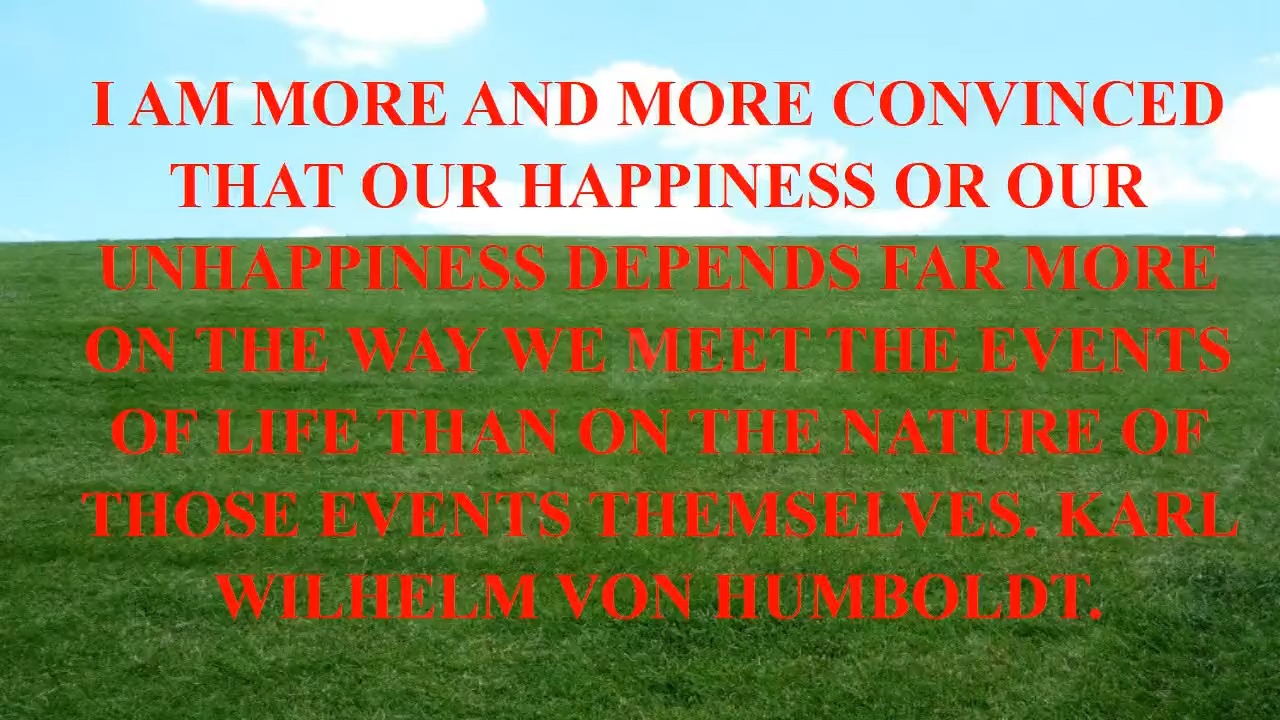 I AM MORE AND MORE CONVINCED
THAT OUR HAPPINESS OR OUR
UNHAPPINESS DEPENDS FAR MORE
ON THE WAY WE MEET THE EVENTS
OF LIFE THAN ON THE NATURE OF
THOSE EVENTS THEMSELVES. KARL
WILHELM VON HUMBOLDT.